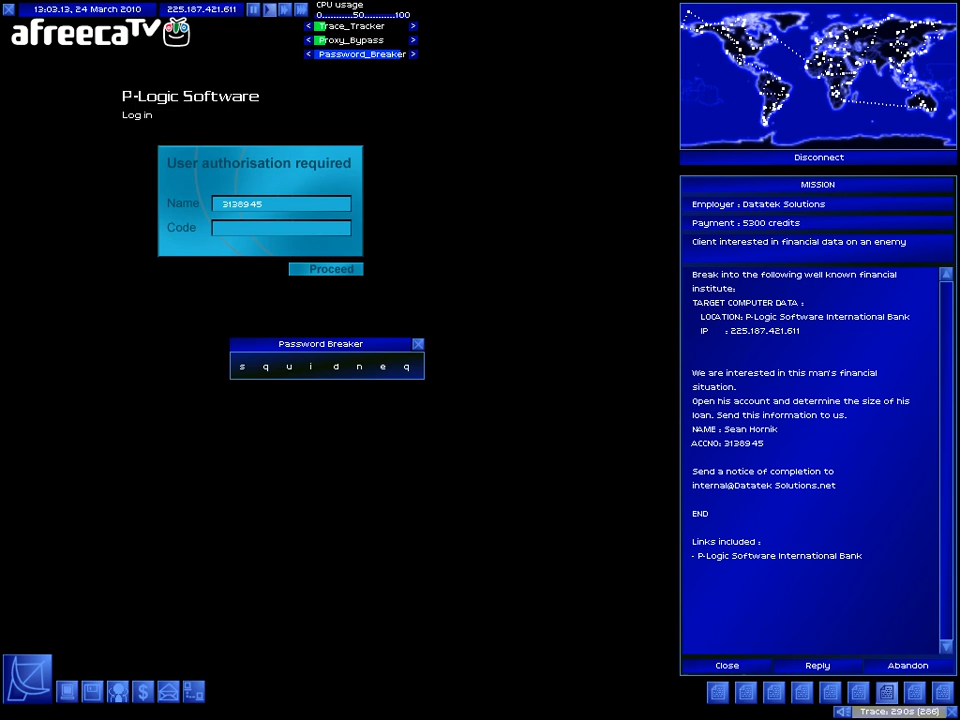 13:03.13, 24 March 2010
225.187.421.611
CPU usage
0..........50..........100
afreecaTV
< Trace_Tracker >
< Proxy_Bypass >
< Password_Breaker >
P-Logic Software
Log in
User authorisation required
Name 3138945
Code
Proceed
Password Breaker
s q u i d n e q
Disconnect
MISSION
Employer : Datatek Solutions
Payment : 5300 credits
Client interested in financial data on an enemy
Break into the following well known financial
institute:
TARGET COMPUTER DATA :
LOCATION: P-Logic Software International Bank
IP : 225.187.421.611
We are interested in this man's financial
situation.
Open his account and determine the size of his
loan. Send this information to us.
NAME : Sean Hornik
ACCNO: 3138945
Send a notice of completion to
internal@Datatek Solutions.net
END
Links included :
- P-Logic Software International Bank
Close
Reply
Abandon
Trace: 290s (286)